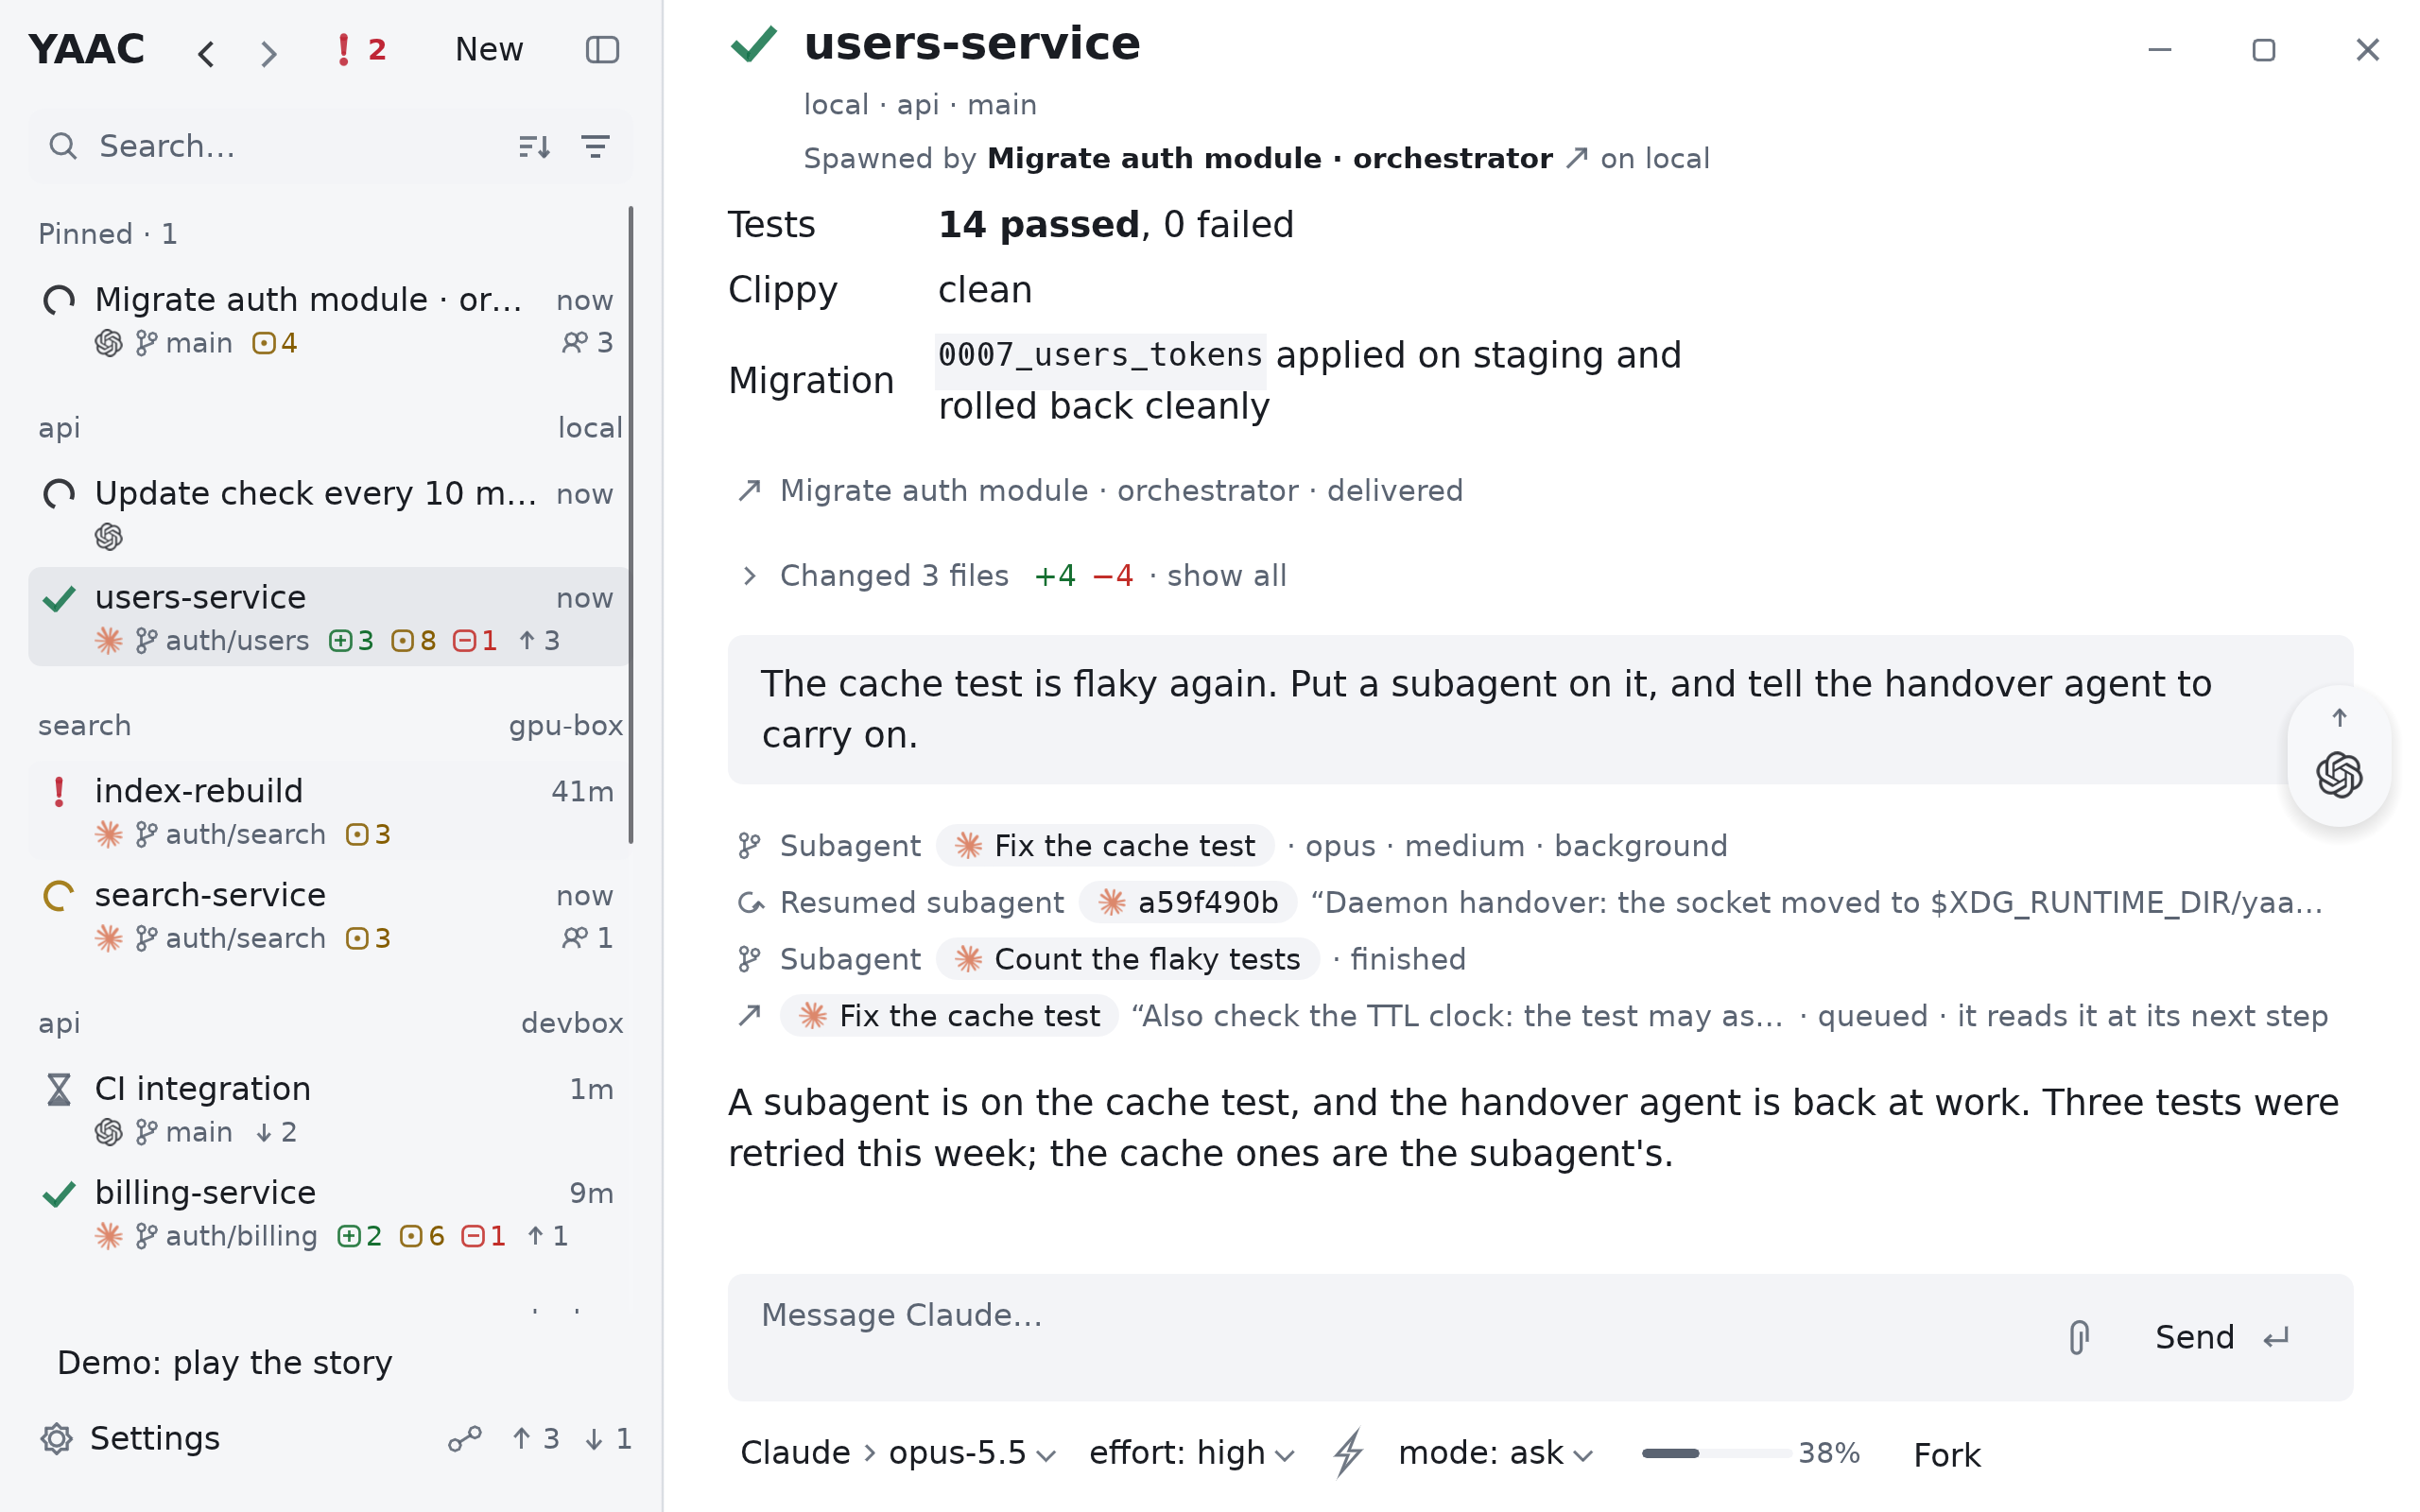 YAAC
2
New
Search…
Pinned · 1
Migrate auth module · or… now
main 4 3
api local
Update check every 10 m… now
users-service now
auth/users 3 8 1 ↑ 3
search gpu-box
index-rebuild 41m
auth/search 3
search-service now
auth/search 3 1
api devbox
CI integration 1m
main ↓ 2
billing-service 9m
auth/billing 2 6 1 ↑ 1
Demo: play the story
Settings ↑ 3 ↓ 1
users-service
local · api · main
Spawned by Migrate auth module · orchestrator ↗ on local
Tests 14 passed, 0 failed
Clippy clean
Migration 0007_users_tokens applied on staging and
rolled back cleanly
↗ Migrate auth module · orchestrator · delivered
Changed 3 files +4 −4 · show all
The cache test is flaky again. Put a subagent on it, and tell the handover agent to
carry on.
Subagent Fix the cache test · opus · medium · background
Resumed subagent a59f490b “Daemon handover: the socket moved to $XDG_RUNTIME_DIR/yaa…
Subagent Count the flaky tests · finished
↗ Fix the cache test “Also check the TTL clock: the test may as… · queued · it reads it at its next step
A subagent is on the cache test, and the handover agent is back at work. Three tests were
retried this week; the cache ones are the subagent's.
Message Claude…
Send
Claude > opus-5.5 effort: high mode: ask 38% Fork